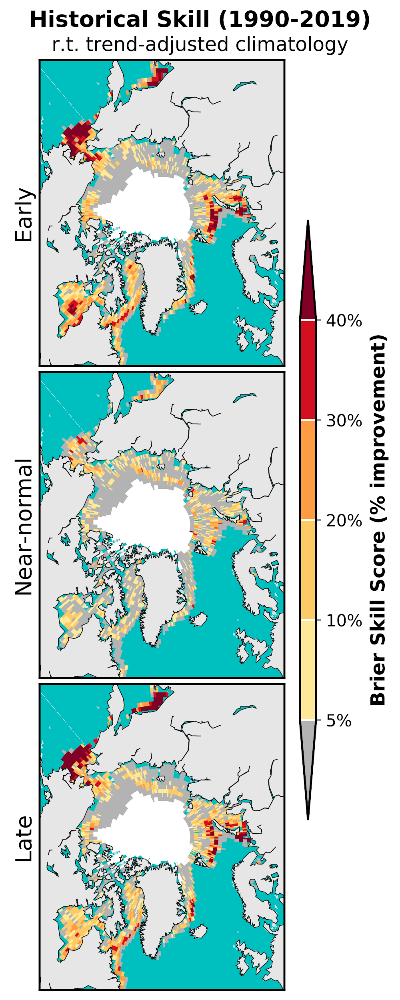 Historical Skill (1990-2019)
r.t. trend-adjusted climatology
Early
Near-normal
Late
40%
30%
20%
10%
5%
Brier Skill Score (% improvement)